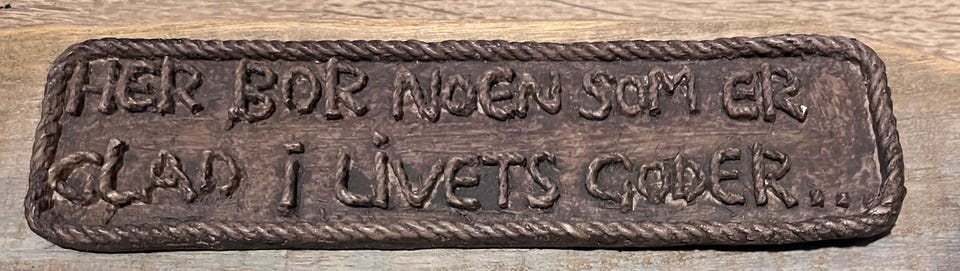 HER BOR NOEN SOM ER
GLAD i LiVETS GODER...